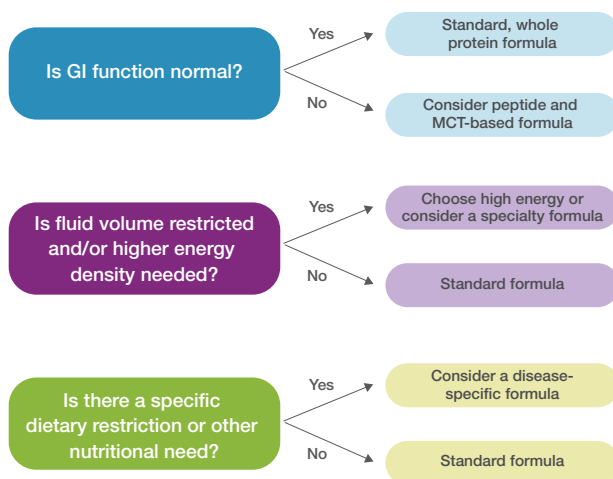 Yes
Standard, whole
protein formula
Is GI function normal?
No
Consider peptide and
MCT-based formula
Yes
Choose high energy or
consider a specialty formula
Is fluid volume restricted
and/or higher energy
density needed?
No
Standard formula
Yes
Consider a disease-
specific formula
Is there a specific
dietary restriction or other
nutritional need?
No
Standard formula